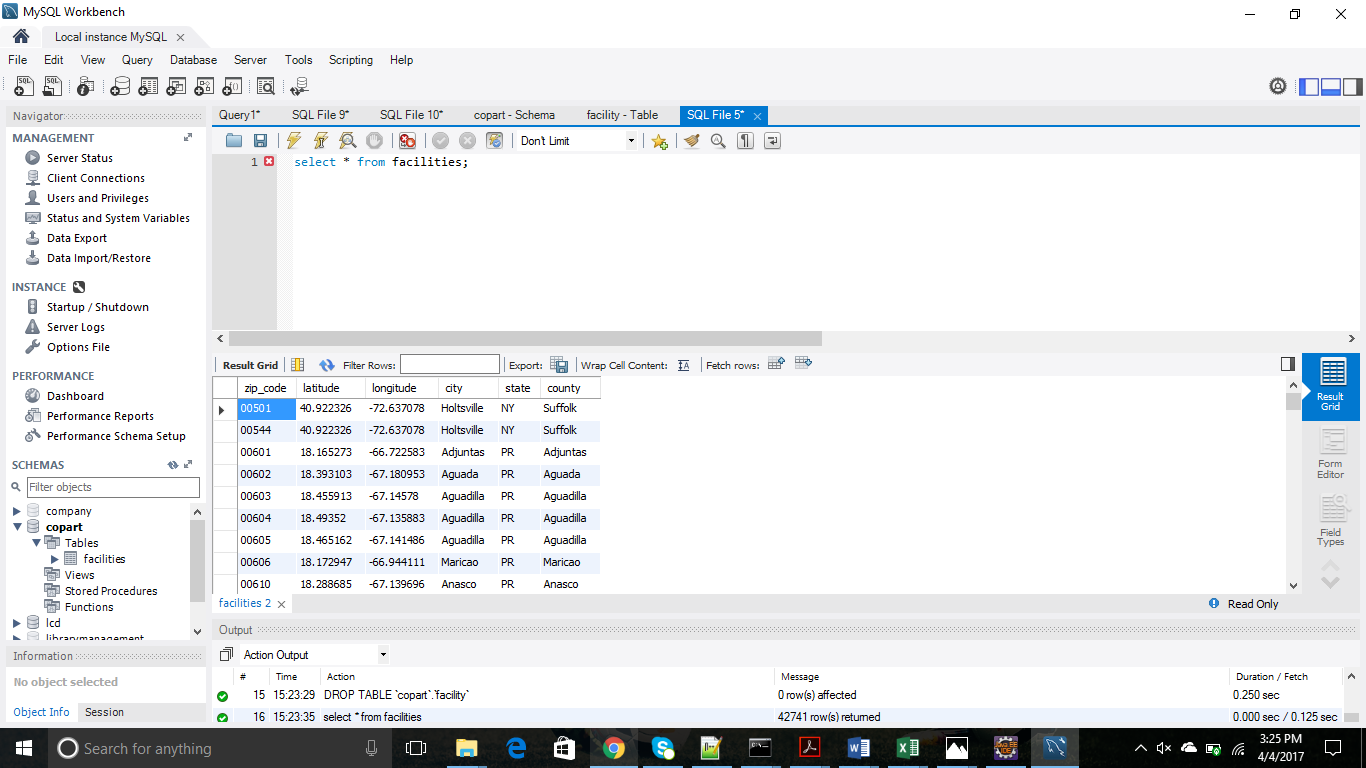 MySQL Workbench
Local instance MySQL
File Edit View Query Database Server Tools Scripting Help
Navigator
MANAGEMENT
Server Status
Client Connections
Users and Privileges
Status and System Variables
Data Export
Data Import/Restore
INSTANCE
Startup / Shutdown
Server Logs
Options File
PERFORMANCE
Dashboard
Performance Reports
Performance Schema Setup
SCHEMAS
Filter objects
company
copart
Tables
facilities
Views
Stored Procedures
Functions
lcd
librarymanagement
Information
No object selected
Object Info Session
Query1* SQL File 9* SQL File 10* copart - Schema facility - Table SQL File 5*
Don't Limit
1 select * from facilities;
Result Grid Filter Rows: Export: Wrap Cell Content: Fetch rows:
zip_code latitude longitude city state county
00501 40.922326 -72.637078 Holtsville NY Suffolk
00544 40.922326 -72.637078 Holtsville NY Suffolk
00601 18.165273 -66.722583 Adjuntas PR Adjuntas
00602 18.393103 -67.180953 Aguada PR Aguada
00603 18.455913 -67.14578 Aguadilla PR Aguadilla
00604 18.49352 -67.135883 Aguadilla PR Aguadilla
00605 18.465162 -67.141486 Aguadilla PR Aguadilla
00606 18.172947 -66.944111 Maricao PR Maricao
00610 18.288685 -67.139696 Anasco PR Anasco
Result
Grid
Form
Editor
Field
Types
facilities 2 Read Only
Output
Action Output
# Time Action Message Duration / Fetch
15 15:23:29 DROP TABLE `copart`.`facility` 0 row(s) affected 0.250 sec
16 15:23:35 select * from facilities 42741 row(s) returned 0.000 sec / 0.125 sec
Search for anything
3:25 PM
4/4/2017